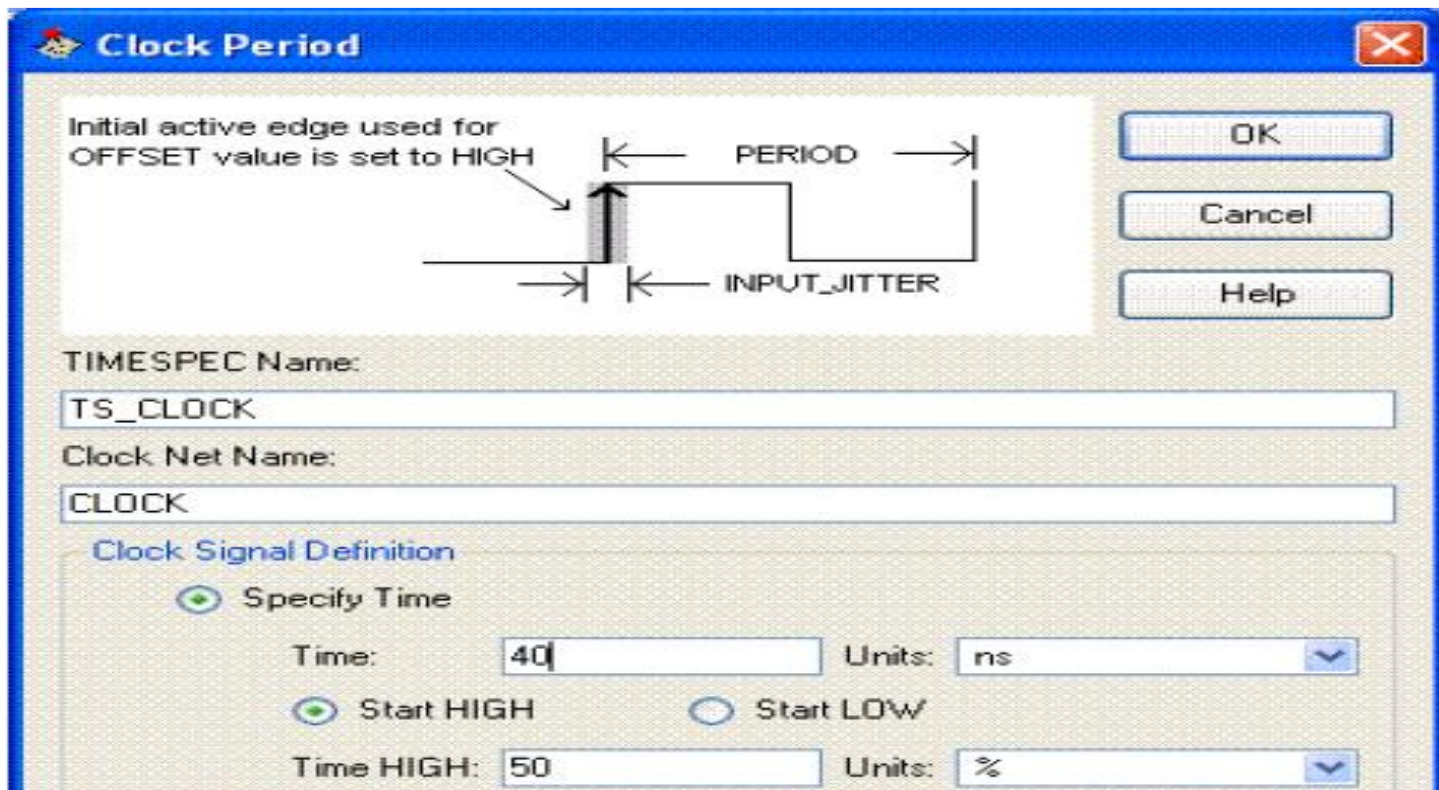 Clock Period
Initial active edge used for
OFFSET value is set to HIGH
PERIOD
INPUT_JITTER
OK
Cancel
Help
TIMESPEC Name:
TS_CLOCK
Clock Net Name:
CLOCK
Clock Signal Definition
Specify Time
Time: 40 Units: ns
Start HIGH Start LOW
Time HIGH: 50 Units: %